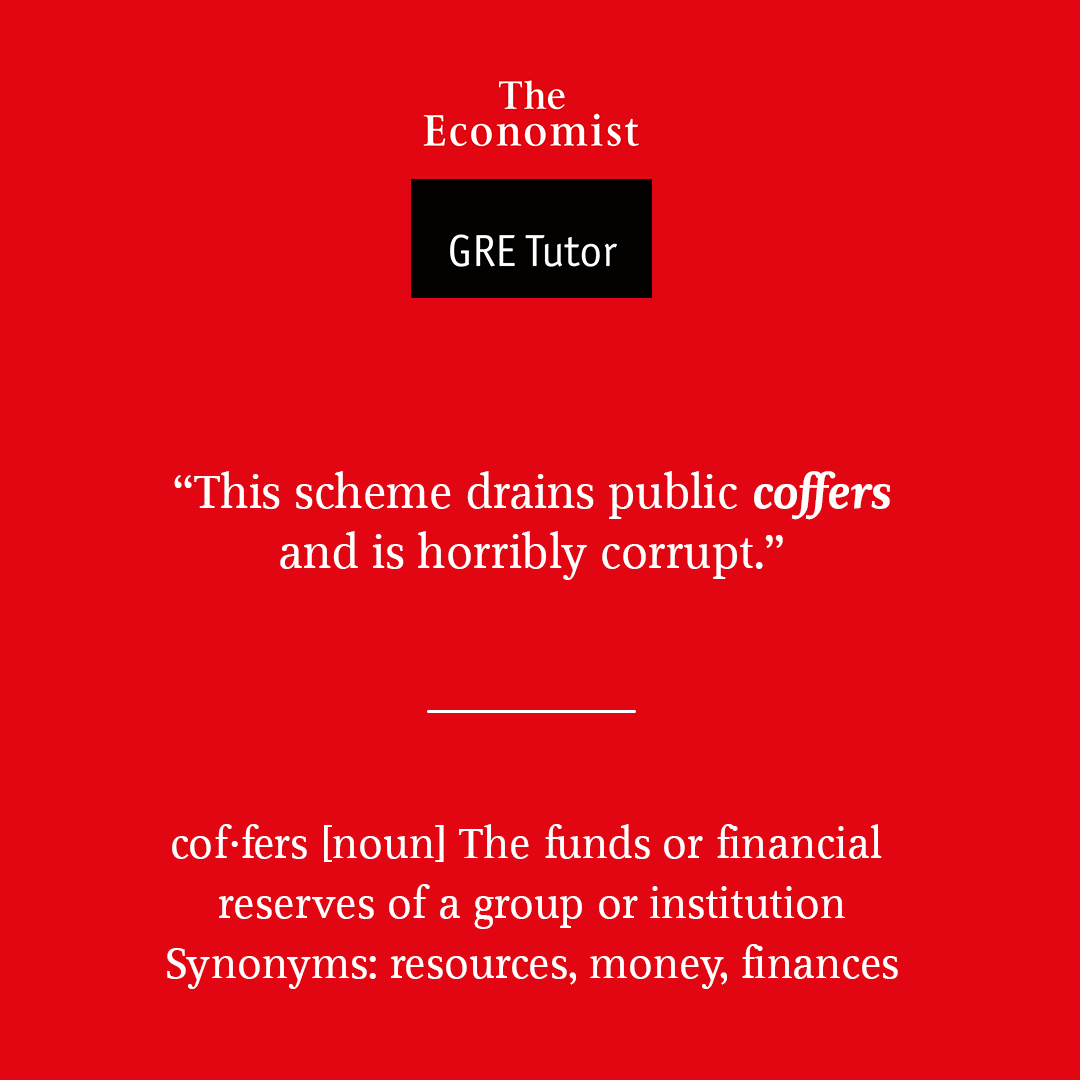 The
Economist
GRE Tutor
“This scheme drains public coffers
and is horribly corrupt.”
cof·fers [noun] The funds or financial
reserves of a group or institution
Synonyms: resources, money, finances